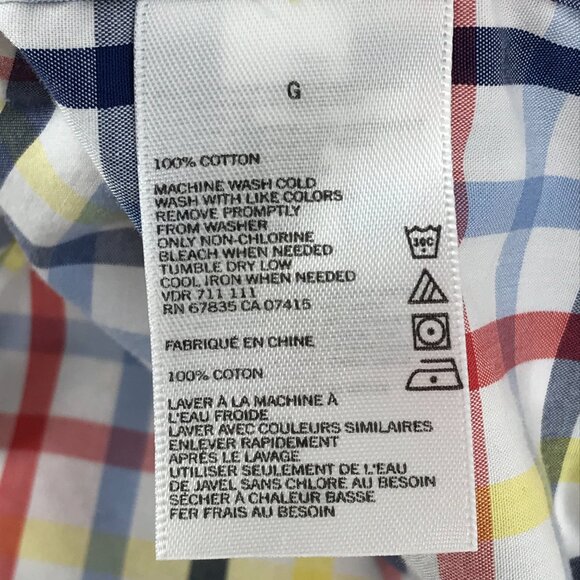 G
100% COTTON
MACHINE WASH COLD
WASH WITH LIKE COLORS
REMOVE PROMPTLY
FROM WASHER
ONLY NON-CHLORINE
BLEACH WHEN NEEDED
TUMBLE DRY LOW
COOL IRON WHEN NEEDED
VDR 711 111
RN 67835 CA 07415
30C
FABRIQUÉ EN CHINE
100% COTON
LAVER À LA MACHINE À
L'EAU FROIDE
LAVER AVEC COULEURS SIMILAIRES
ENLEVER RAPIDEMENT
APRÈS LE LAVAGE
UTILISER SEULEMENT DE L'EAU
DE JAVEL SANS CHLORE AU BESOIN
SÉCHER À CHALEUR BASSE
FER FRAIS AU BESOIN